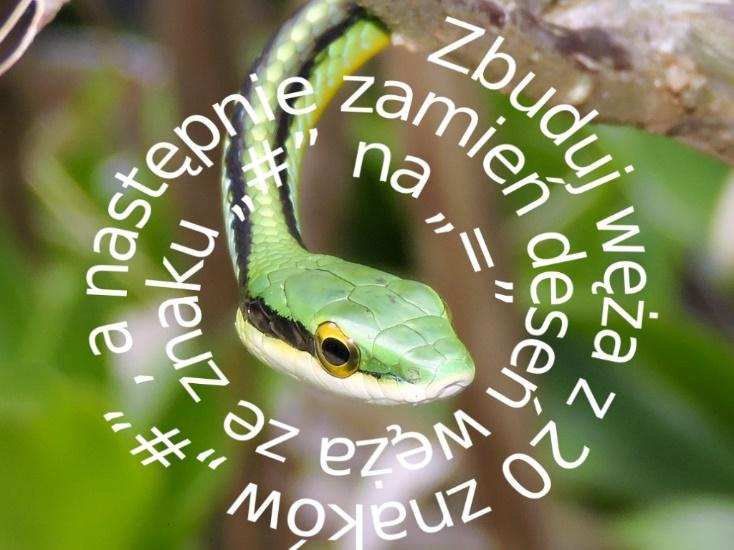 Zbuduj węża z 20 znaków „#”, a następnie zamień deseń węża ze znaku „#” na „=”